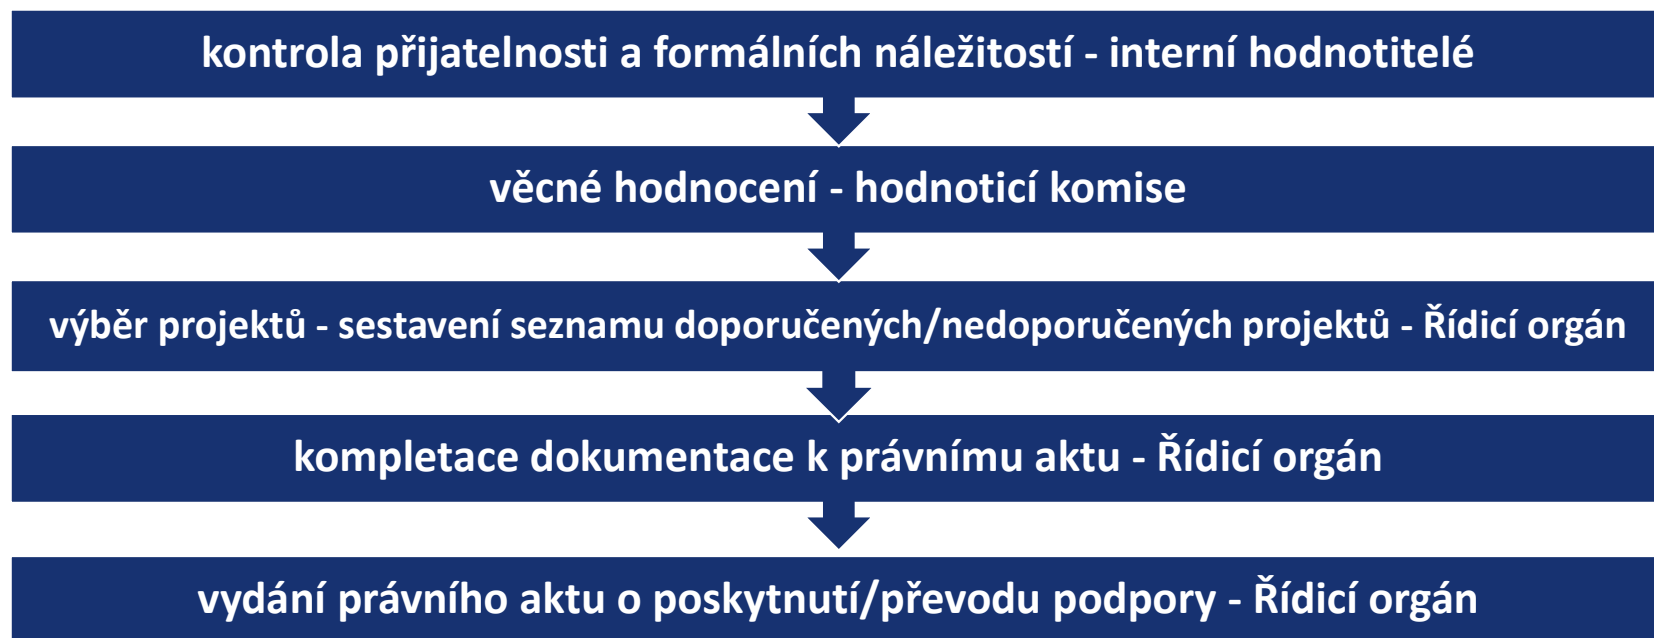 kontrola přijatelnosti a formálních náležitostí - interní hodnotitelé
věcné hodnocení - hodnoticí komise
výběr projektů - sestavení seznamu doporučených/nedoporučených projektů - Řídicí orgán
kompletace dokumentace k právnímu aktu - Řídicí orgán
vydání právního aktu o poskytnutí/převodu podpory - Řídicí orgán